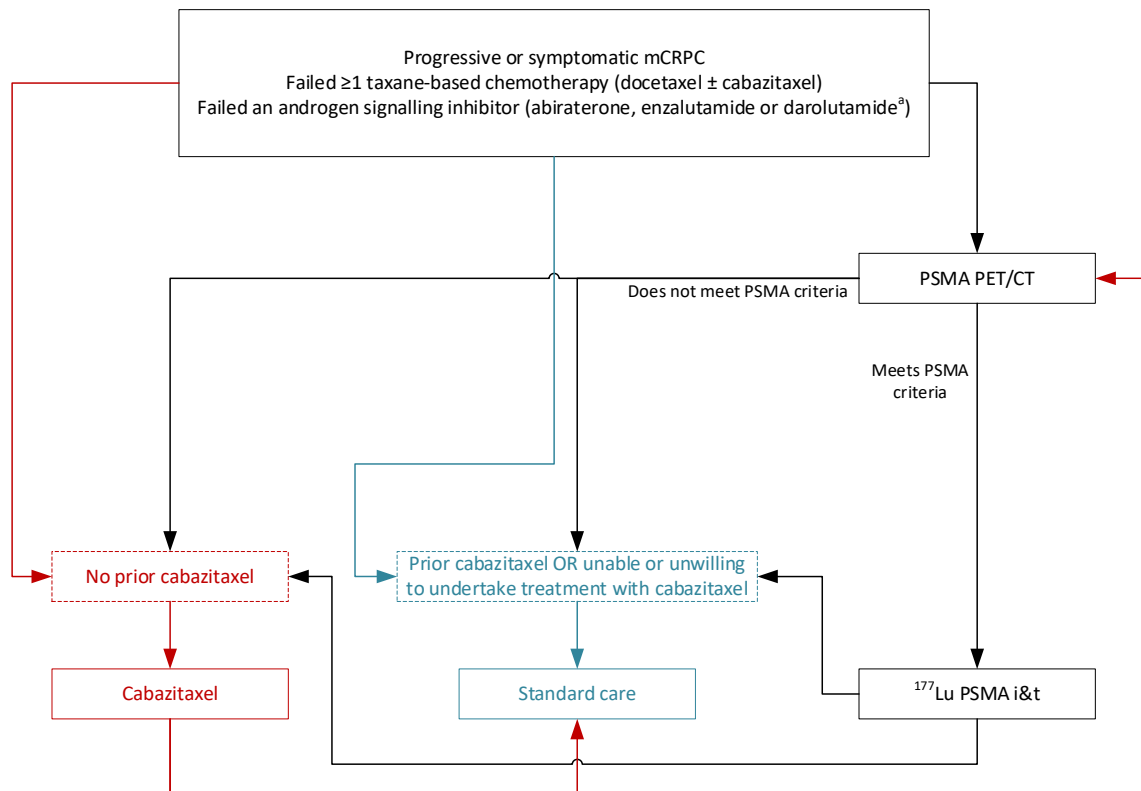 Progressive or symptomatic mCRPC
Failed ≥1 taxane-based chemotherapy (docetaxel ± cabazitaxel)
Failed an androgen signalling inhibitor (abiraterone, enzalutamide or darolutamideᵃ)
PSMA PET/CT
Does not meet PSMA criteria
Meets PSMA
criteria
No prior cabazitaxel
Prior cabazitaxel OR unable or unwilling
to undertake treatment with cabazitaxel
Cabazitaxel
Standard care
¹⁷⁷Lu PSMA i&t